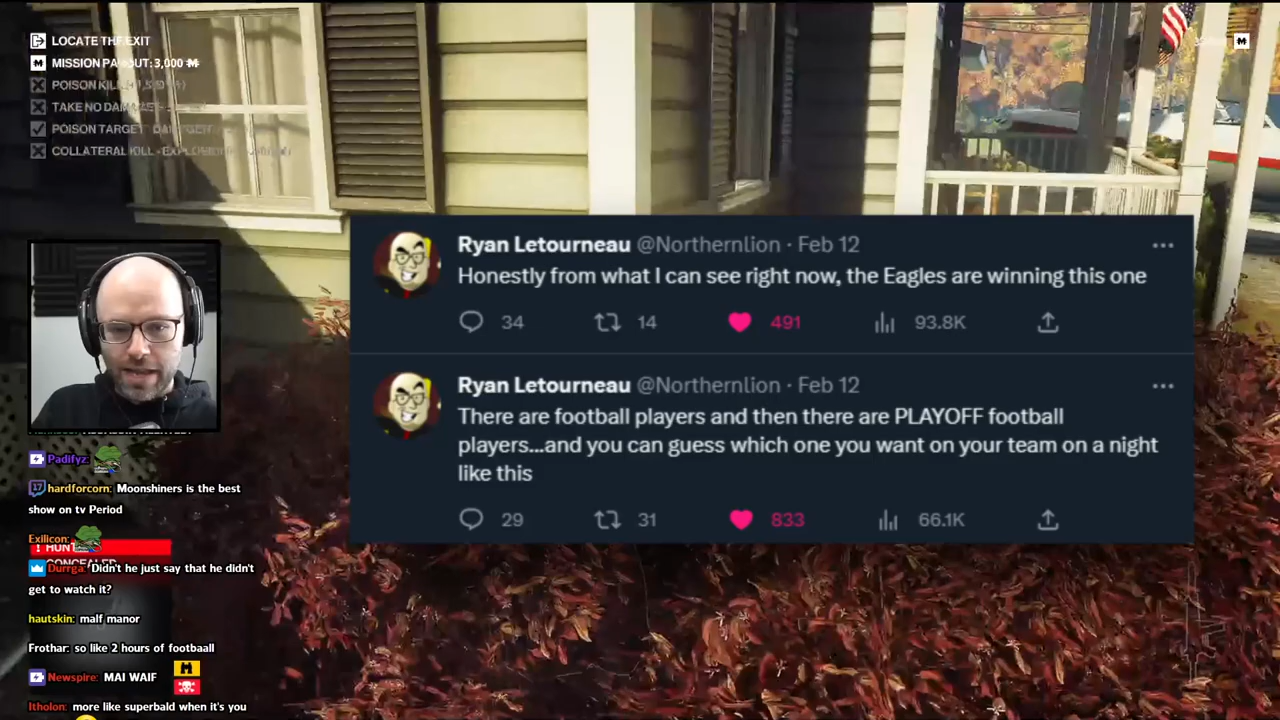 LOCATE THE EXIT
MISSION PAYOUT: 3,000
POISON KILL
TAKE NO DAMAGE
POISON TARGET
COLLATERAL KILL - EXPLOSION
Ryan Letourneau @Northernlion · Feb 12
Honestly from what I can see right now, the Eagles are winning this one
34 14 491 93.8K
Ryan Letourneau @Northernlion · Feb 12
There are football players and then there are PLAYOFF football
players...and you can guess which one you want on your team on a night
like this
29 31 833 66.1K
Padifyz:
hardforcorn: Moonshiners is the best
show on tv Period
Exilicon:
Durrga: Didn't he just say that he didn't
get to watch it?
hautskin: malf manor
Frothar: so like 2 hours of footbaall
Newspire: MAI WAIF
Itholon: more like superbald when it's you